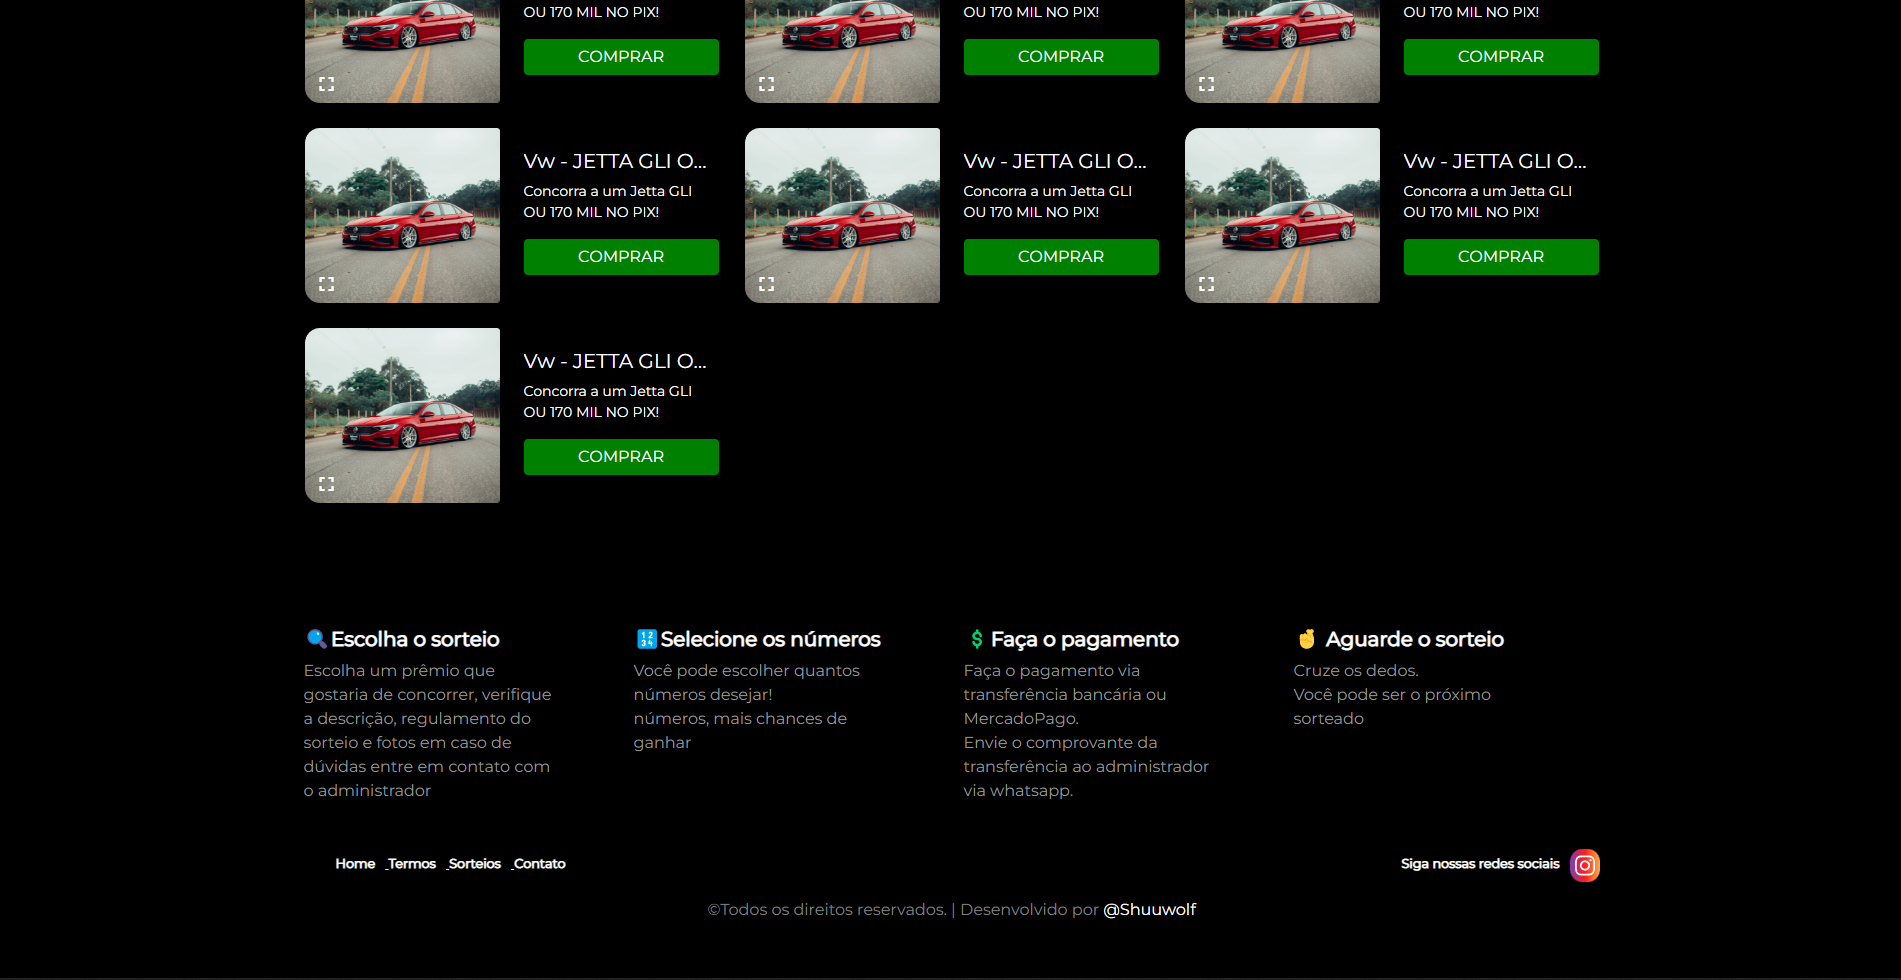 OU 170 MIL NO PIX!
COMPRAR
OU 170 MIL NO PIX!
COMPRAR
OU 170 MIL NO PIX!
COMPRAR
Vw - JETTA GLI O...
Concorra a um Jetta GLI
OU 170 MIL NO PIX!
COMPRAR
Vw - JETTA GLI O...
Concorra a um Jetta GLI
OU 170 MIL NO PIX!
COMPRAR
Vw - JETTA GLI O...
Concorra a um Jetta GLI
OU 170 MIL NO PIX!
COMPRAR
Vw - JETTA GLI O...
Concorra a um Jetta GLI
OU 170 MIL NO PIX!
COMPRAR
Escolha o sorteio
Escolha um prêmio que
gostaria de concorrer, verifique
a descrição, regulamento do
sorteio e fotos em caso de
dúvidas entre em contato com
o administrador
Selecione os números
Você pode escolher quantos
números desejar!
números, mais chances de
ganhar
Faça o pagamento
Faça o pagamento via
transferência bancária ou
MercadoPago.
Envie o comprovante da
transferência ao administrador
via whatsapp.
Aguarde o sorteio
Cruze os dedos.
Você pode ser o próximo
sorteado
Home Termos Sorteios Contato
Siga nossas redes sociais
©Todos os direitos reservados. | Desenvolvido por @Shuuwolf